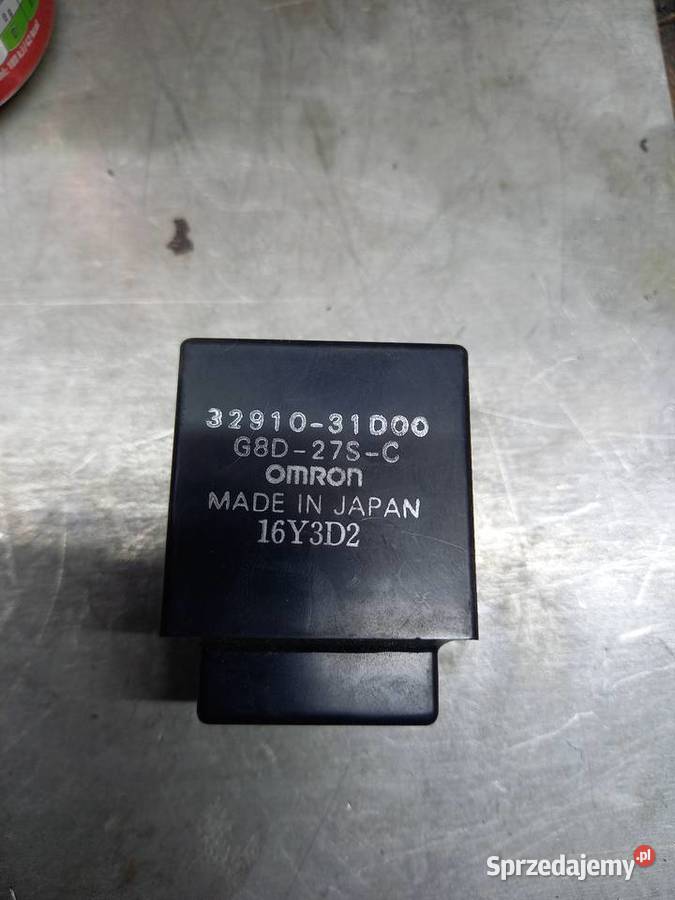 32910-31D00
G8D-27S-C
OMRON
MADE IN JAPAN
16Y3D2
Sprzedajemy.pl